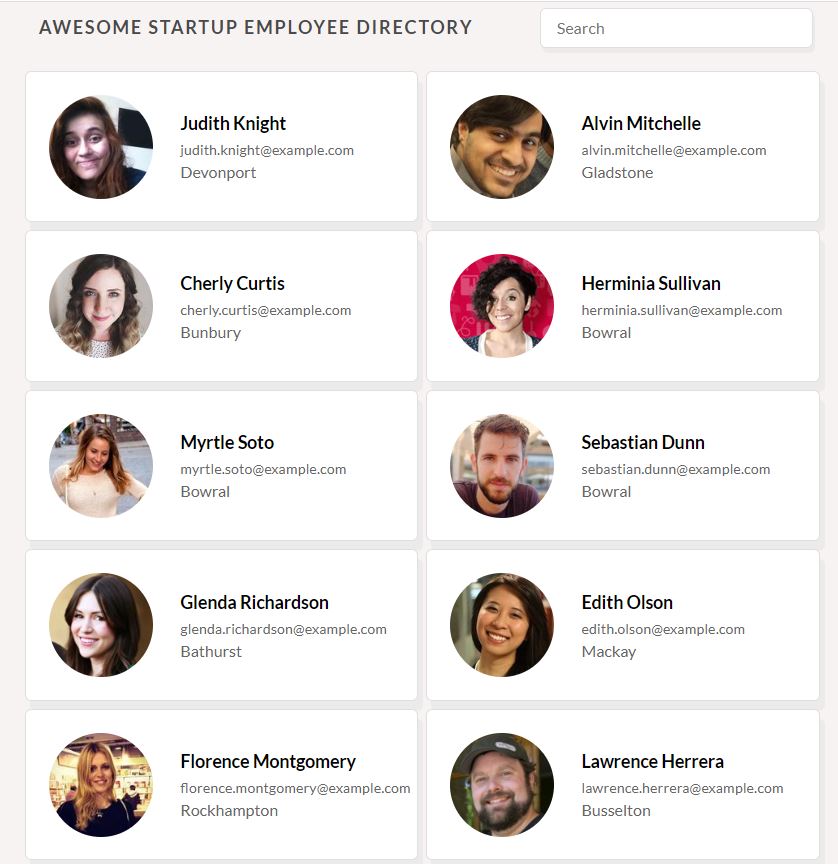 AWESOME STARTUP EMPLOYEE DIRECTORY
Search
Judith Knight
judith.knight@example.com
Devonport
Alvin Mitchelle
alvin.mitchelle@example.com
Gladstone
Cherly Curtis
cherly.curtis@example.com
Bunbury
Herminia Sullivan
herminia.sullivan@example.com
Bowral
Myrtle Soto
myrtle.soto@example.com
Bowral
Sebastian Dunn
sebastian.dunn@example.com
Bowral
Glenda Richardson
glenda.richardson@example.com
Bathurst
Edith Olson
edith.olson@example.com
Mackay
Florence Montgomery
florence.montgomery@example.com
Rockhampton
Lawrence Herrera
lawrence.herrera@example.com
Busselton